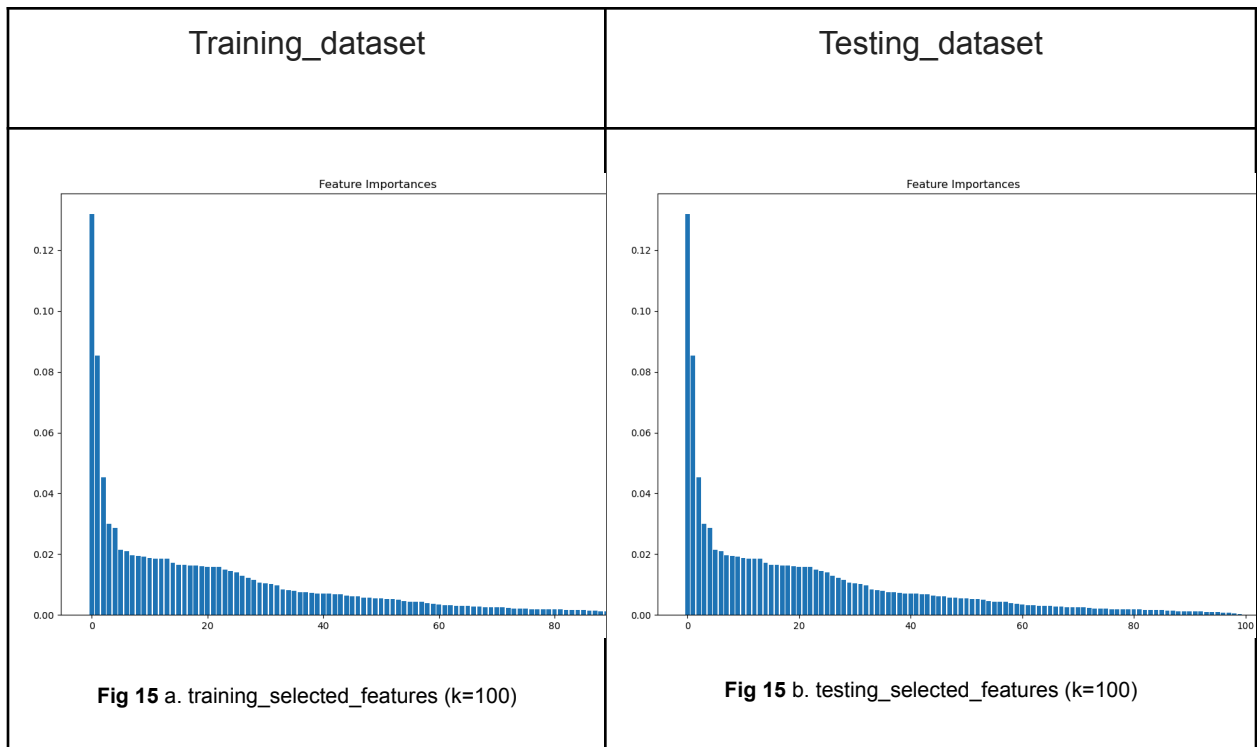 Training_dataset
Testing_dataset
Feature Importances
0.12
0.10
0.08
0.06
0.04
0.02
0.00
0 20 40 60 80
Fig 15 a. training_selected_features (k=100)
Feature Importances
0.12
0.10
0.08
0.06
0.04
0.02
0.00
0 20 40 60 80 100
Fig 15 b. testing_selected_features (k=100)